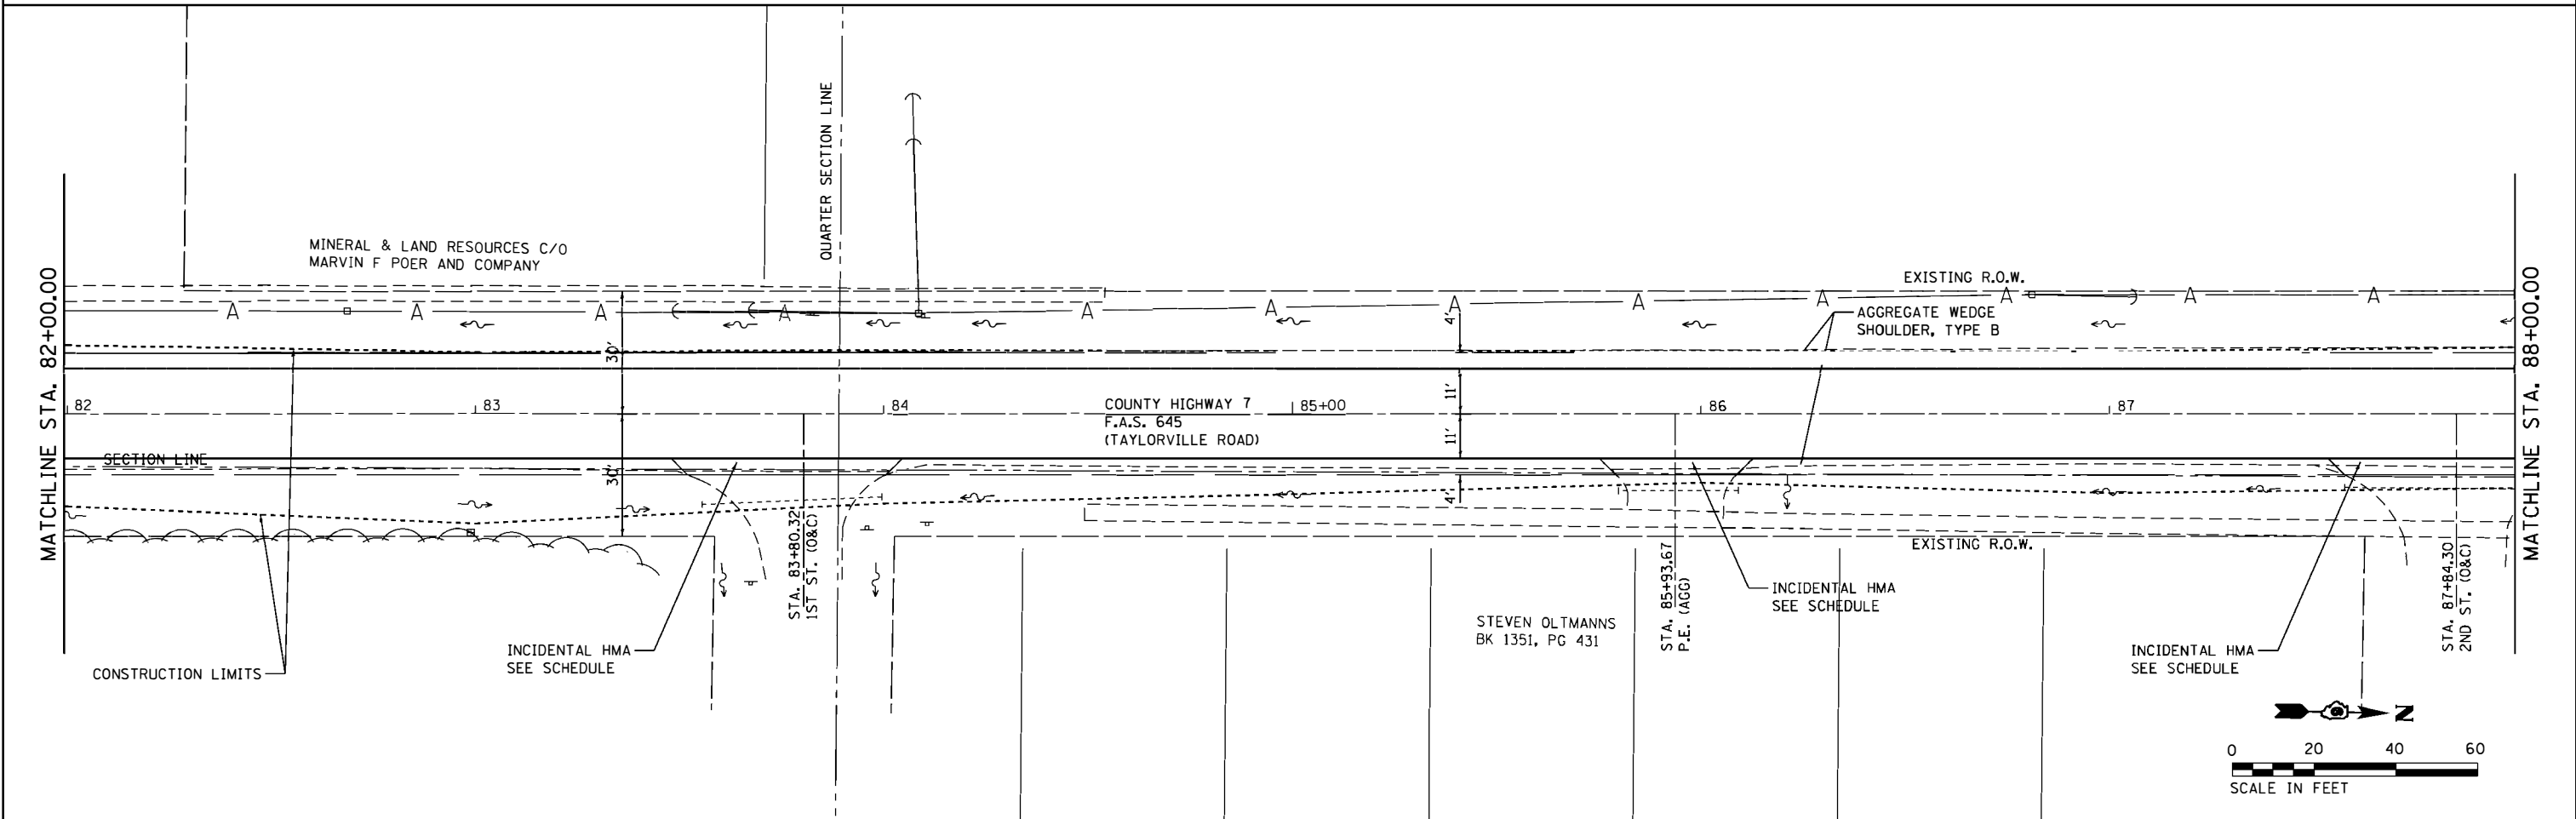 QUARTER SECTION LINE
MINERAL & LAND RESOURCES C/O
MARVIN F POER AND COMPANY
EXISTING R.O.W.
AGGREGATE WEDGE
SHOULDER, TYPE B
MATCHLINE STA. 82+00.00
MATCHLINE STA. 88+00.00
A A A A A A A A A A A A
30'
4'
11'
82
83
84
85+00
86
87
COUNTY HIGHWAY 7
F.A.S. 645
(TAYLORVILLE ROAD)
11'
SECTION LINE
30'
4'
STA. 83+80.32
1ST ST. (O&C)
STA. 85+93.67
P.E. (AGG)
STA. 87+84.30
2ND ST. (O&C)
EXISTING R.O.W.
INCIDENTAL HMA
SEE SCHEDULE
STEVEN OLTMANNS
BK 1351, PG 431
INCIDENTAL HMA
SEE SCHEDULE
INCIDENTAL HMA
SEE SCHEDULE
CONSTRUCTION LIMITS
N
0 20 40 60
SCALE IN FEET